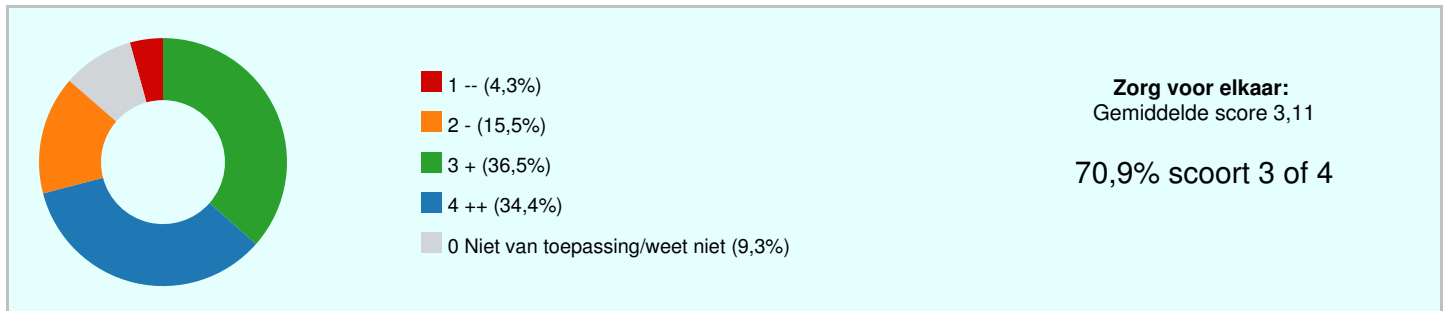 1 -- (4,3%)
2 - (15,5%)
3 + (36,5%)
4 ++ (34,4%)
0 Niet van toepassing/weet niet (9,3%)
Zorg voor elkaar:
Gemiddelde score 3,11
70,9% scoort 3 of 4